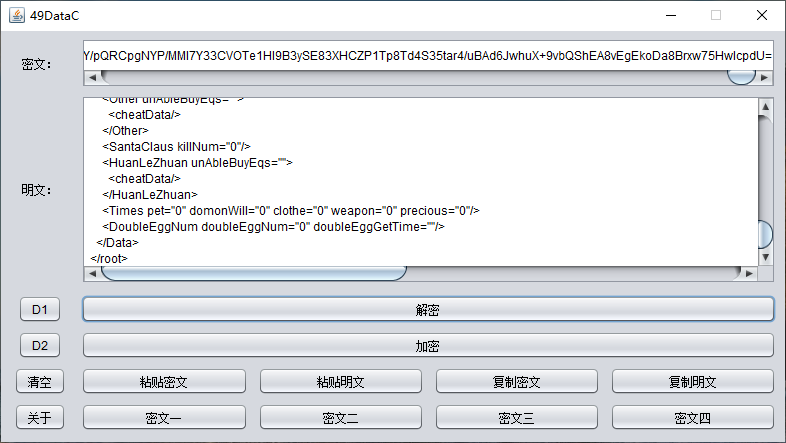 49DataC
密文：
Y/pQRCpgNYP/MMI7Y33CVOTe1HI9B3ySE83XHCZP1Tp8Td4S35tar4/uBAd6JwhuX+9vbQShEA8vEgEkoDa8Brxw75HwIcpdU=
明文：
<Other unAbleBuyEqs="">
<cheatData/>
</Other>
<SantaClaus killNum="0"/>
<HuanLeZhuan unAbleBuyEqs="">
<cheatData/>
</HuanLeZhuan>
<Times pet="0" domonWill="0" clothe="0" weapon="0" precious="0"/>
<DoubleEggNum doubleEggNum="0" doubleEggGetTime=""/>
</Data>
</root>
D1 解密
D2 加密
清空 粘贴密文 粘贴明文 复制密文 复制明文
关于 密文一 密文二 密文三 密文四